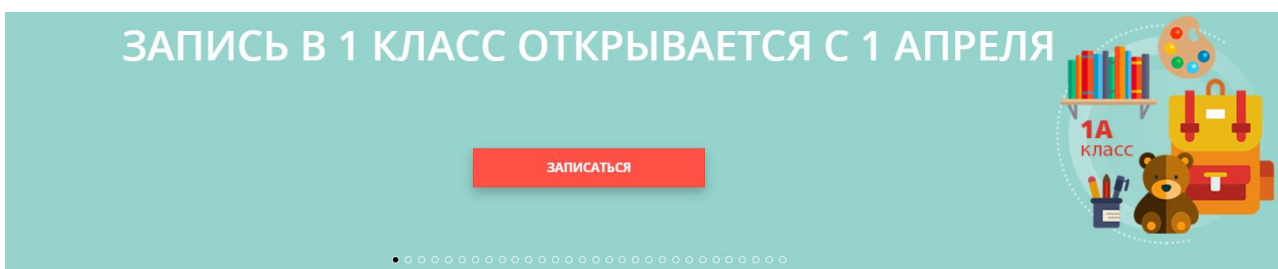 ЗАПИСЬ В 1 КЛАСС ОТКРЫВАЕТСЯ С 1 АПРЕЛЯ
1А
класс
ЗАПИСАТЬСЯ